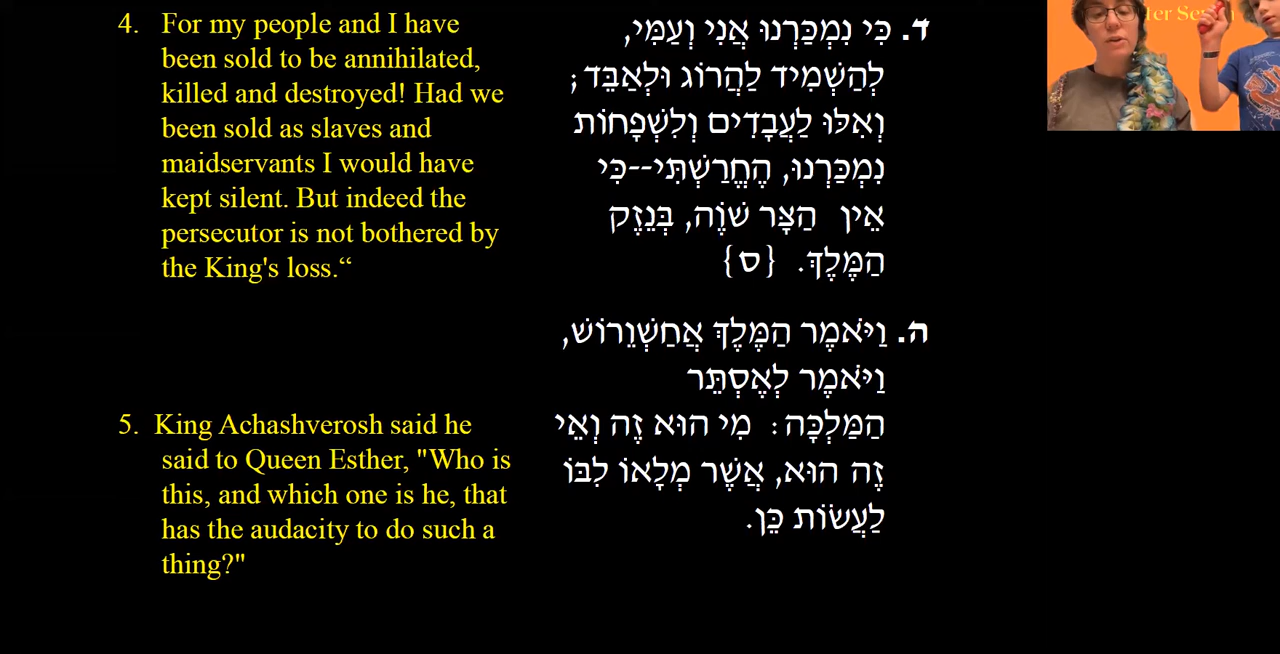 4. For my people and I have
been sold to be annihilated,
killed and destroyed! Had we
been sold as slaves and
maidservants I would have
kept silent. But indeed the
persecutor is not bothered by
the King's loss.“
5. King Achashverosh said he
said to Queen Esther, "Who is
this, and which one is he, that
has the audacity to do such a
thing?"
ד. כִּי נִמְכַּרְנוּ אֲנִי וְעַמִּי,
לְהַשְׁמִיד לַהֲרוֹג וּלְאַבֵּד;
וְאִלּוּ לַעֲבָדִים וְלִשְׁפָחוֹת
נִמְכַּרְנוּ, הֶחֱרַשְׁתִּי--כִּי
אֵין הַצָּר שֹׁוֶה, בְּנֵזֶק
הַמֶּלֶךְ. {ס}
ה. וַיֹּאמֶר הַמֶּלֶךְ אֲחַשְׁוֵרוֹשׁ,
וַיֹּאמֶר לְאֶסְתֵּר
הַמַּלְכָּה: מִי הוּא זֶה וְאֵי
זֶה הוּא, אֲשֶׁר מְלָאוֹ לִבּוֹ
לַעֲשׂוֹת כֵּן.